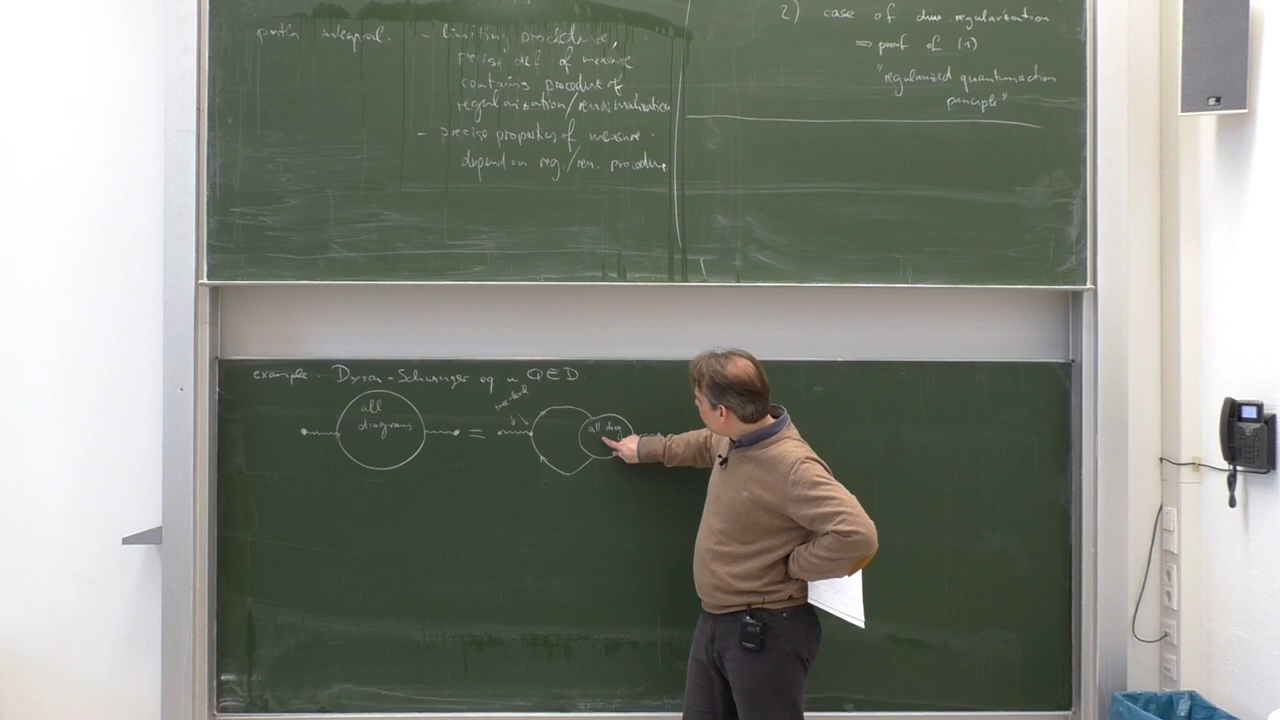 path integral. - limiting procedure,
precise def of measure
contains procedure of
regularization/renormalization
- precise properties of measure
depend on reg./ren. procedure
2) case of dim. regularization
⇒ proof of (1)
"regularized quantum action
principle"
example: Dyson-Schwinger eq in QED
all
diagrams
=
all diag